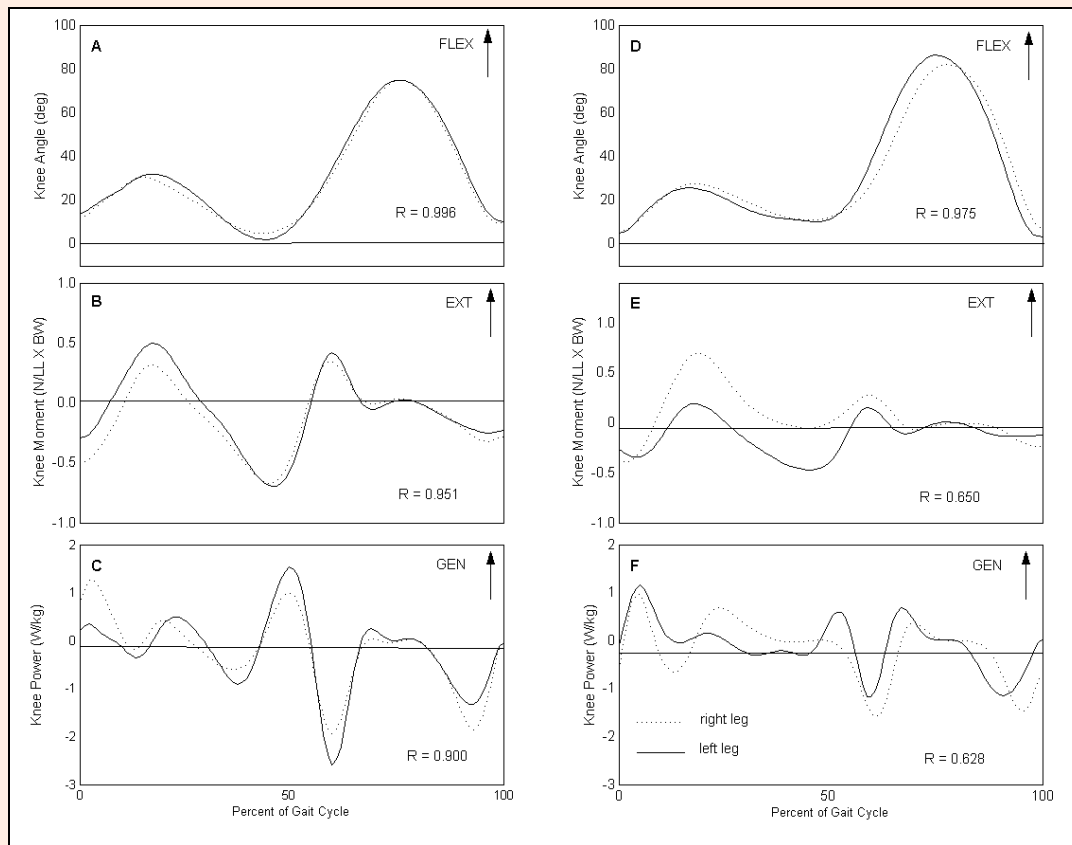 A
FLEX
Knee Angle (deg)
100
80
60
40
20
0
R = 0.996
B
EXT
Knee Moment (N/LL X BW)
1.0
0.5
0.0
-0.5
-1.0
R = 0.951
C
GEN
Knee Power (W/kg)
2
1
0
-1
-2
-3
R = 0.900
0
50
100
Percent of Gait Cycle
D
FLEX
Knee Angle (deg)
100
80
60
40
20
0
R = 0.975
E
EXT
Knee Moment (N/LL X BW)
1.0
0.5
0
-0.5
-1.0
R = 0.650
F
GEN
Knee Power (W/kg)
2
1
0
-1
-2
-3
right leg
left leg
R = 0.628
0
50
100
Percent of Gait Cycle